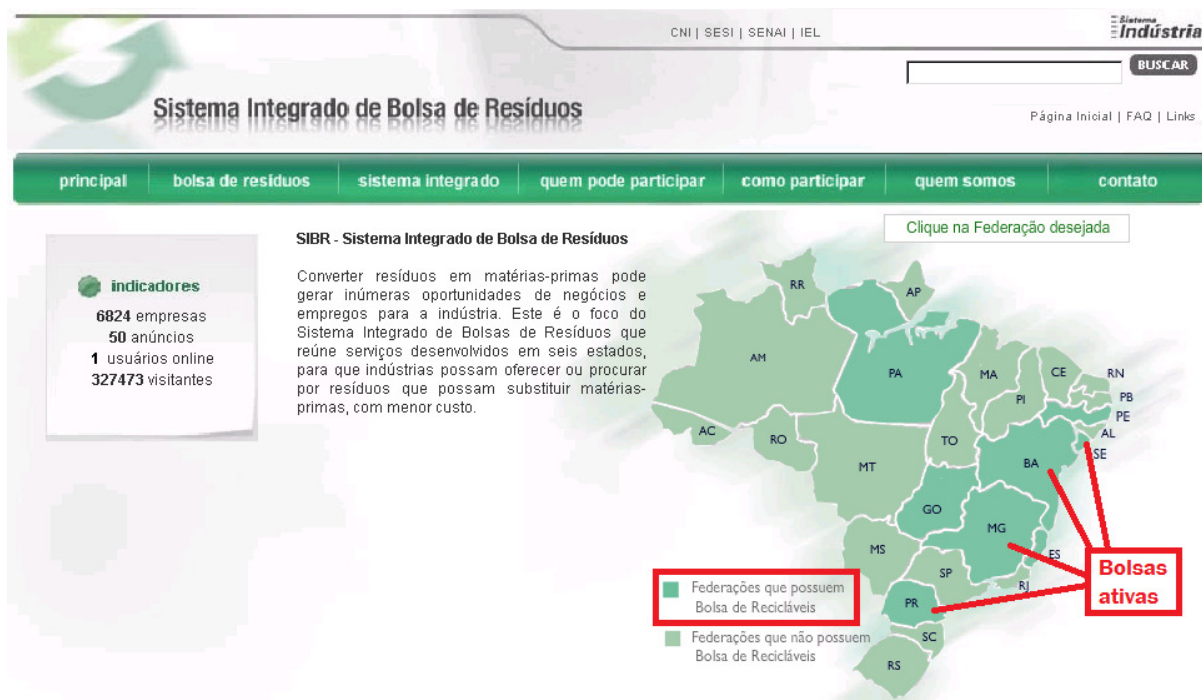 CNI | SESI | SENAI | IEL
Sistema
Indústria
BUSCAR
Sistema Integrado de Bolsa de Resíduos
Página Inicial | FAQ | Links
principal bolsa de resíduos sistema integrado quem pode participar como participar quem somos contato
indicadores
6824 empresas
50 anúncios
1 usuários online
327473 visitantes
SIBR - Sistema Integrado de Bolsa de Resíduos
Converter resíduos em matérias-primas pode
gerar inúmeras oportunidades de negócios e
empregos para a indústria. Este é o foco do
Sistema Integrado de Bolsas de Resíduos que
reúne serviços desenvolvidos em seis estados,
para que indústrias possam oferecer ou procurar
por resíduos que possam substituir matérias-
primas, com menor custo.
Clique na Federação desejada
RR
AP
AM
PA
MA
CE
RN
PI
PB
PE
AC
RO
TO
AL
SE
MT
BA
GO
MG
MS
ES
SP
RJ
PR
SC
RS
Bolsas
ativas
Federações que possuem
Bolsa de Recicláveis
Federações que não possuem
Bolsa de Recicláveis